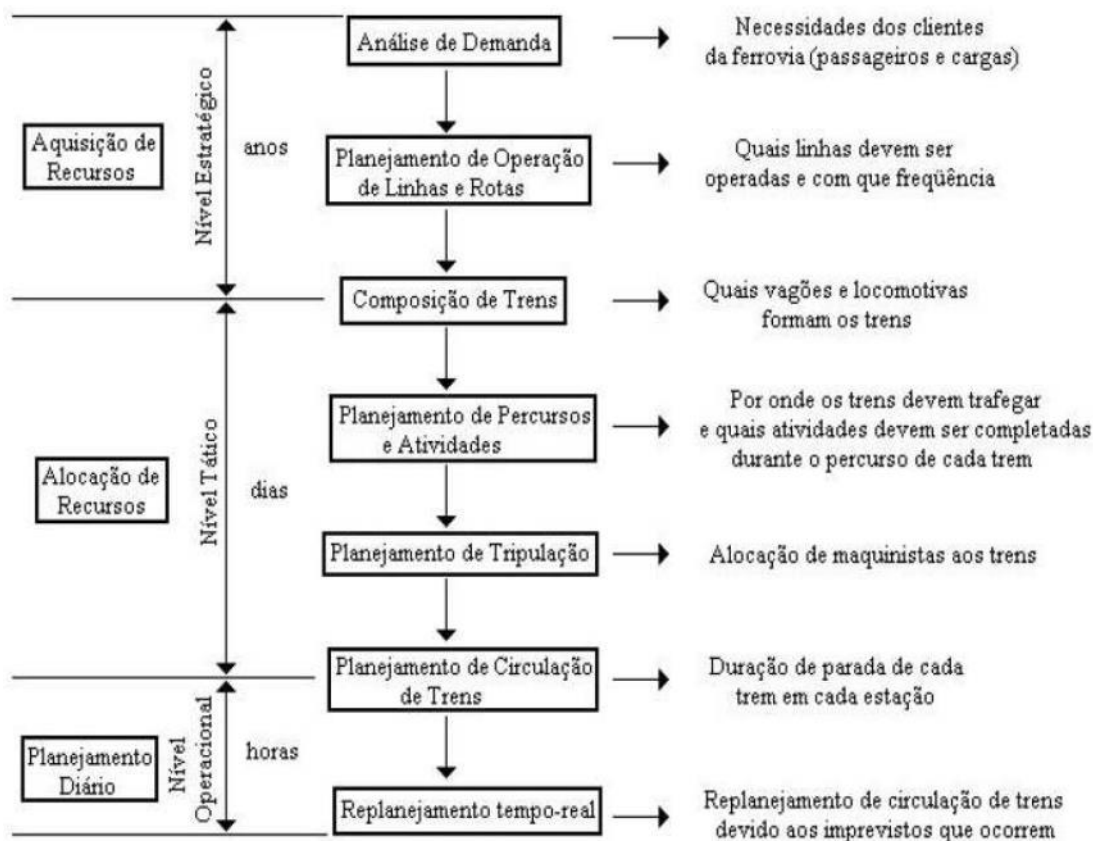 Análise de Demanda
Necessidades dos clientes
da ferrovia (passageiros e cargas)
Aquisição de
Recursos
Nível Estratégico
anos
Planejamento de Operação
de Linhas e Rotas
Quais linhas devem ser
operadas e com que freqüência
Composição de Trens
Quais vagões e locomotivas
formam os trens
Alocação de
Recursos
Nível Tático
dias
Planejamento de Percursos
e Atividades
Por onde os trens devem trafegar
e quais atividades devem ser completadas
durante o percurso de cada trem
Planejamento de Tripulação
Alocação de maquinistas aos trens
Planejamento de Circulação
de Trens
Duração de parada de cada
trem em cada estação
Planejamento
Diário
Nível
Operacional
horas
Replanejamento tempo-real
Replanejamento de circulação de trens
devido aos imprevistos que ocorrem